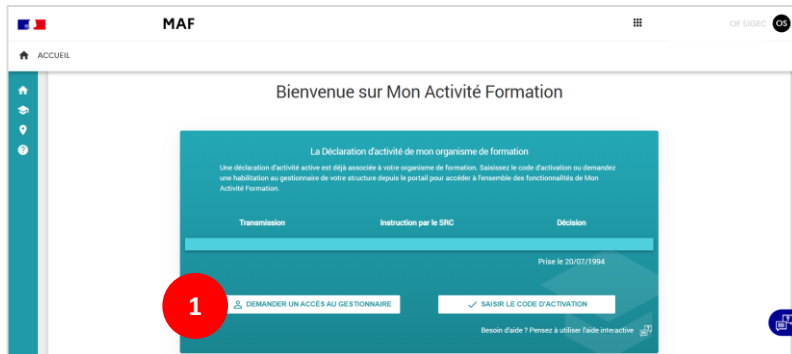 MAF
OF SIGEC OS
ACCUEIL
Bienvenue sur Mon Activité Formation
La Déclaration d'activité de mon organisme de formation
Une déclaration d'activité active est déjà associée à votre organisme de formation. Saisissez le code d'activation ou demandez
une habilitation au gestionnaire de votre structure depuis le portail pour accéder à l'ensemble des fonctionnalités de Mon
Activité Formation.
Transmission Instruction par le SRC Décision
Prise le 20/07/1994
1
DEMANDER UN ACCÈS AU GESTIONNAIRE SAISIR LE CODE D'ACTIVATION
Besoin d'aide ? Pensez à utiliser l'aide interactive